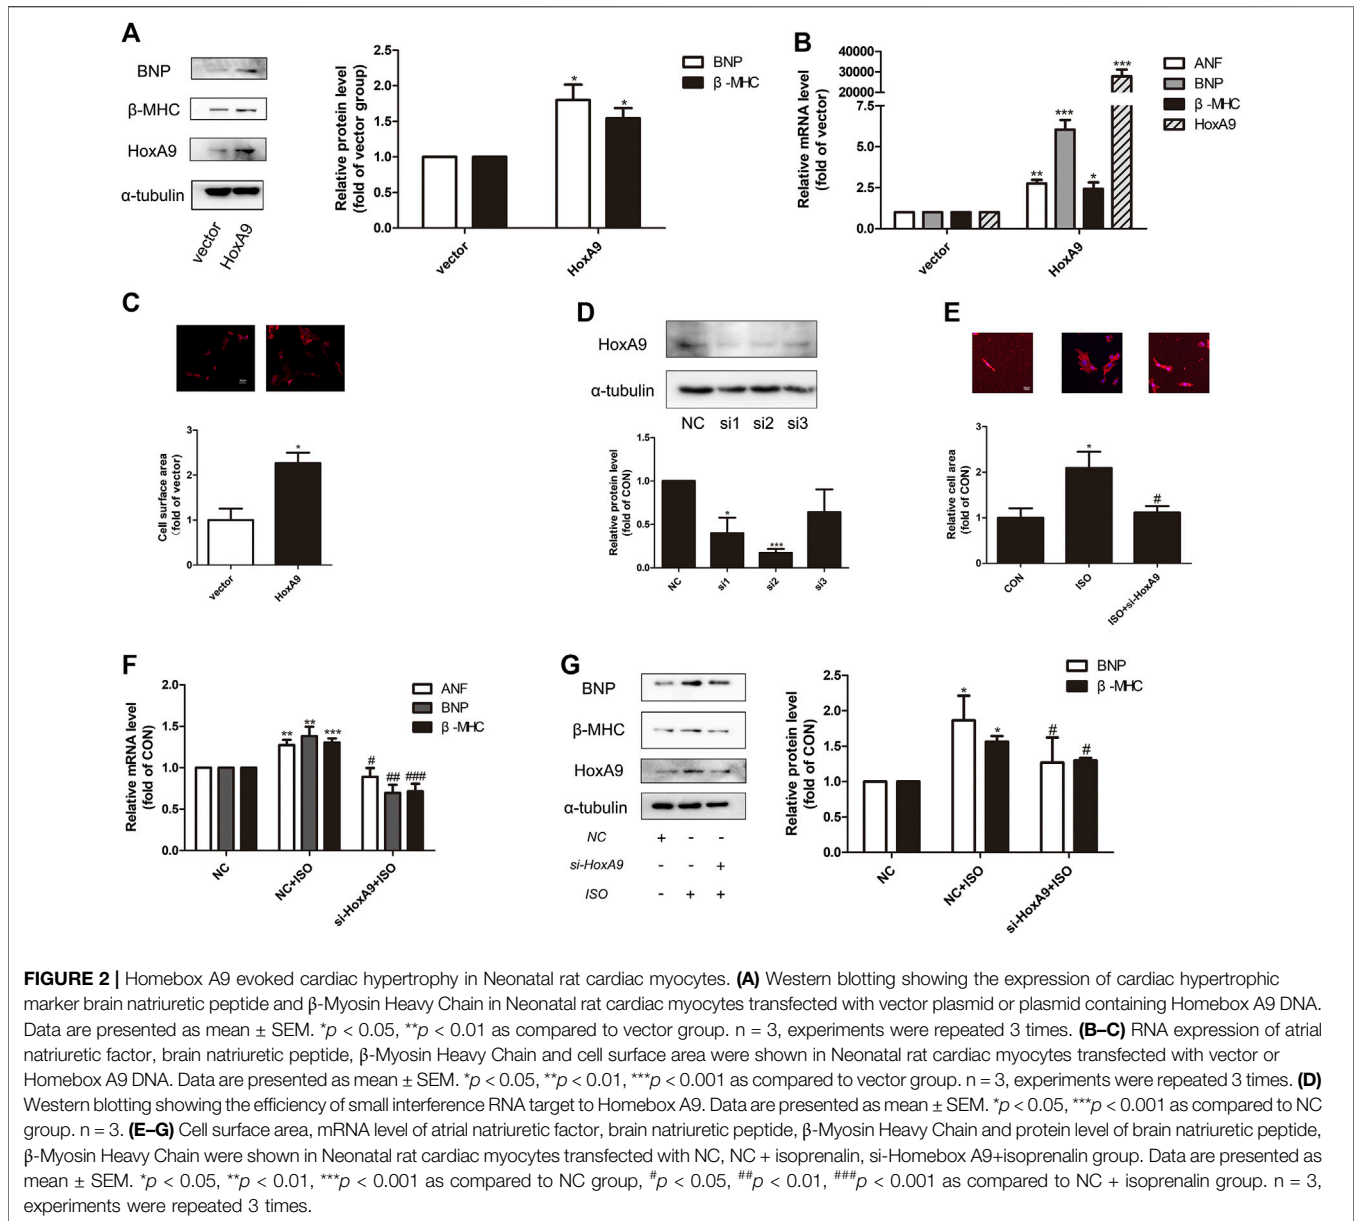 A
BNP
β-MHC
HoxA9
α-tubulin
vector
HoxA9
Relative protein level
(fold of vector group)
2.5
2.0
1.5
1.0
0.5
0.0
*
*
vector
HoxA9
BNP
β -MHC
B
Relative mRNA level
(fold of vector)
40000
30000
20000
10000
7.5
5.0
2.5
0.0
**
***
*
***
vector
HoxA9
ANF
BNP
β -MHC
HoxA9
C
Cell surface area
(fold of vector)
3
2
1
0
*
vector
HoxA9
D
HoxA9
α-tubulin
NC si1 si2 si3
Relative protein level
(fold of CON)
1.5
1.0
0.5
0.0
*
***
NC
si1
si2
si3
E
Relative cell area
(fold of CON)
3
2
1
0
*
#
CON
ISO
ISO+si-HoxA9
F
Relative mRNA level
(fold of CON)
2.0
1.5
1.0
0.5
0.0
** ** ***
# ## ###
NC
NC+ISO
si-HoxA9+ISO
ANF
BNP
β -MHC
G
BNP
β-MHC
HoxA9
α-tubulin
NC + - -
si-HoxA9 - - +
ISO - + +
Relative protein level
(fold of CON)
2.5
2.0
1.5
1.0
0.5
0.0
*
*
#
#
NC
NC+ISO
si-HoxA9+ISO
BNP
β -MHC
FIGURE 2 | Homebox A9 evoked cardiac hypertrophy in Neonatal rat cardiac myocytes. (A) Western blotting showing the expression of cardiac hypertrophic
marker brain natriuretic peptide and β-Myosin Heavy Chain in Neonatal rat cardiac myocytes transfected with vector plasmid or plasmid containing Homebox A9 DNA.
Data are presented as mean ± SEM. *p < 0.05, **p < 0.01 as compared to vector group. n = 3, experiments were repeated 3 times. (B–C) RNA expression of atrial
natriuretic factor, brain natriuretic peptide, β-Myosin Heavy Chain and cell surface area were shown in Neonatal rat cardiac myocytes transfected with vector or
Homebox A9 DNA. Data are presented as mean ± SEM. *p < 0.05, **p < 0.01, ***p < 0.001 as compared to vector group. n = 3, experiments were repeated 3 times. (D)
Western blotting showing the efficiency of small interference RNA target to Homebox A9. Data are presented as mean ± SEM. *p < 0.05, ***p < 0.001 as compared to NC
group. n = 3. (E–G) Cell surface area, mRNA level of atrial natriuretic factor, brain natriuretic peptide, β-Myosin Heavy Chain and protein level of brain natriuretic peptide,
β-Myosin Heavy Chain were shown in Neonatal rat cardiac myocytes transfected with NC, NC + isoprenalin, si-Homebox A9+isoprenalin group. Data are presented as
mean ± SEM. *p < 0.05, **p < 0.01, ***p < 0.001 as compared to NC group, #p < 0.05, ##p < 0.01, ###p < 0.001 as compared to NC + isoprenalin group. n = 3,
experiments were repeated 3 times.